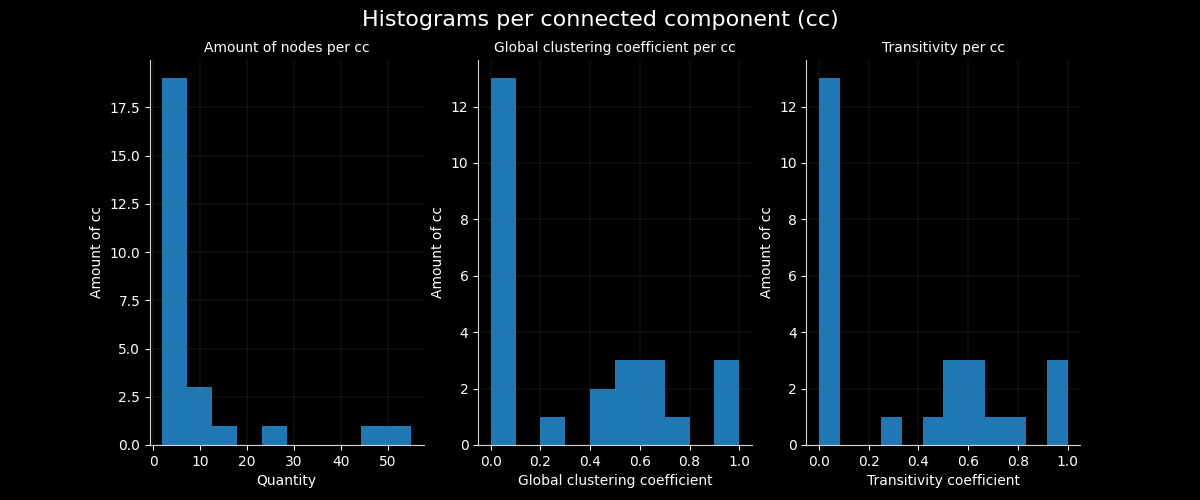 Histograms per connected component (cc)
Amount of nodes per cc
Amount of cc
17.5
15.0
12.5
10.0
7.5
5.0
2.5
0.0
0 10 20 30 40 50
Quantity
Global clustering coefficient per cc
Amount of cc
12
10
8
6
4
2
0
0.0 0.2 0.4 0.6 0.8 1.0
Global clustering coefficient
Transitivity per cc
Amount of cc
12
10
8
6
4
2
0
0.0 0.2 0.4 0.6 0.8 1.0
Transitivity coefficient